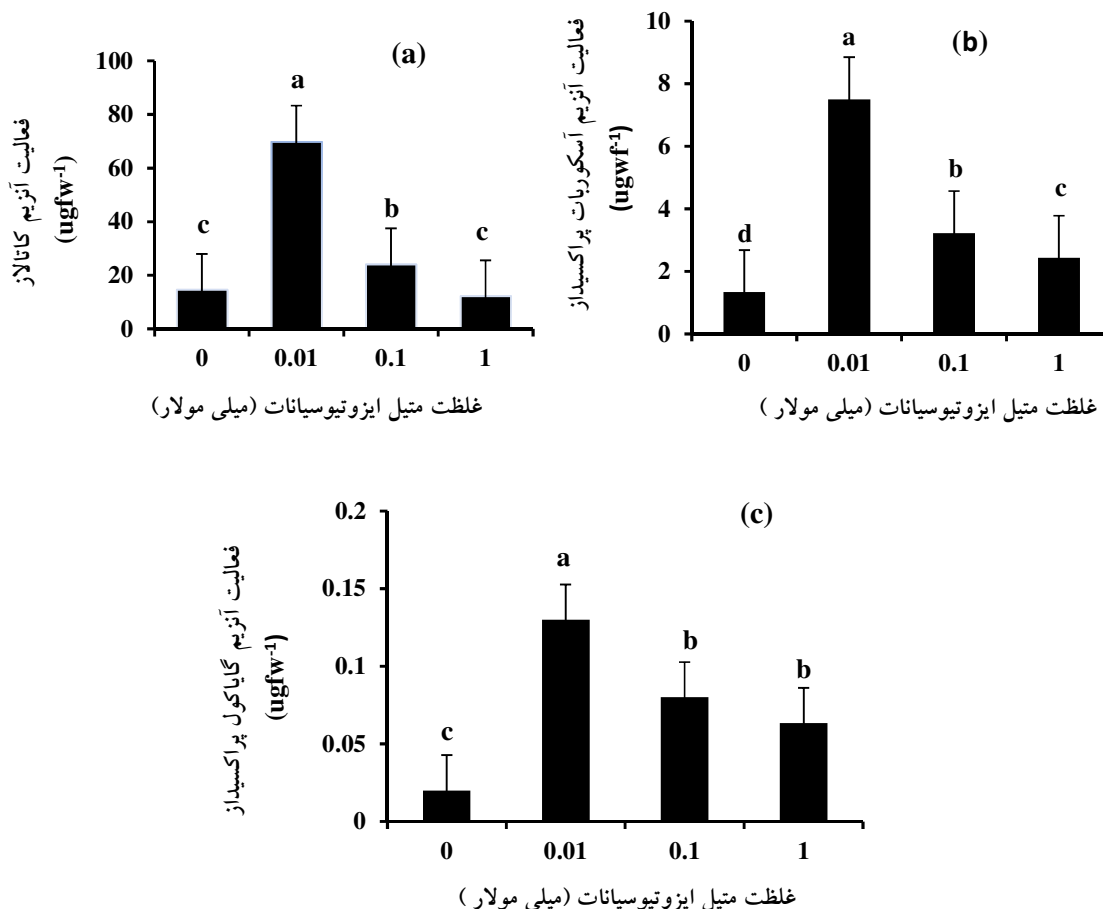 (a)
فعالیت آنزیم کاتالاز
(ugfw-1)
100
80
60
40
20
0
c
a
b
c
0 0.01 0.1 1
غلظت متیل ایزوتیوسیانات (میلی مولار)
(b)
فعالیت آنزیم آسکوربات پراکسیداز
(ugwf-1)
10
8
6
4
2
0
d
a
b
c
0 0.01 0.1 1
غلظت متیل ایزوتیوسیانات (میلی مولار )
(c)
فعالیت آنزیم گایاکول پراکسیداز
(ugfw-1)
0.2
0.15
0.1
0.05
0
c
a
b
b
0 0.01 0.1 1
غلظت متیل ایزوتیوسیانات (میلی مولار )